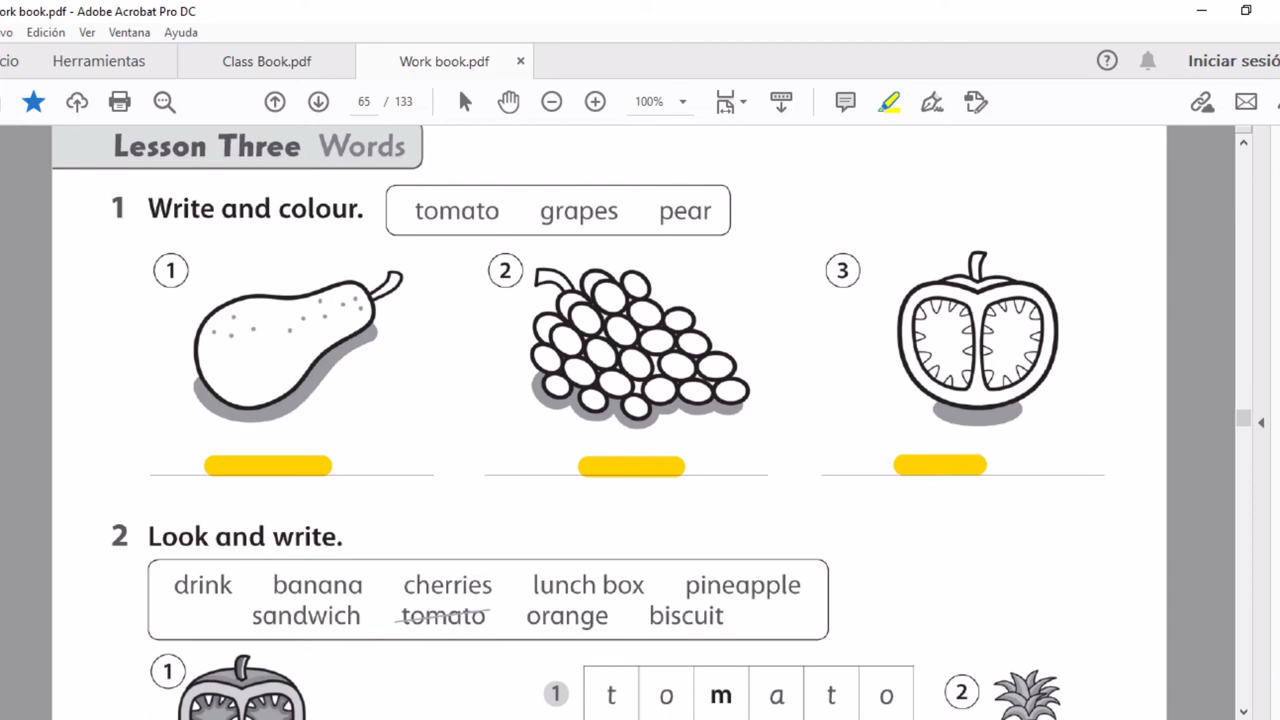 ork book.pdf - Adobe Acrobat Pro DC
vo Edición Ver Ventana Ayuda
cio Herramientas Class Book.pdf Work book.pdf ×
65 / 133 100%
Iniciar sesió
Lesson Three Words
1 Write and colour. tomato grapes pear
1 2 3
2 Look and write.
drink banana cherries lunch box pineapple
sandwich tomato orange biscuit
1 1 t o m a t o 2